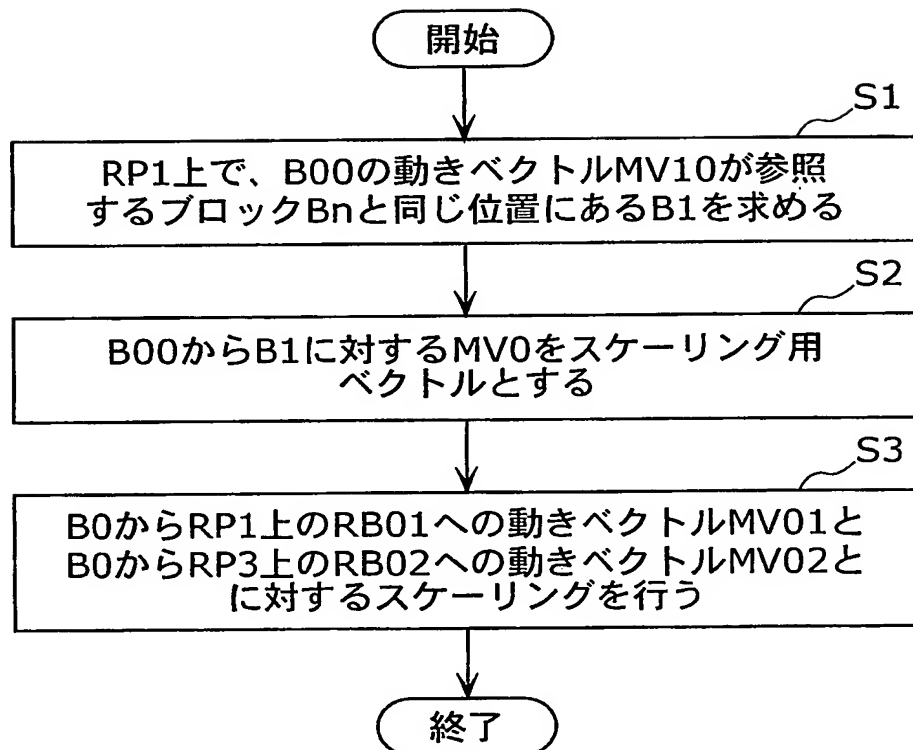 開始
S1
RP1上で、B00の動きベクトルMV10が参照
するブロックBnと同じ位置にあるB1を求める
S2
B00からB1に対するMV0をスケーリング用
ベクトルとする
S3
B0からRP1上のRB01への動きベクトルMV01と
B0からRP3上のRB02への動きベクトルMV02と
に対するスケーリングを行う
終了